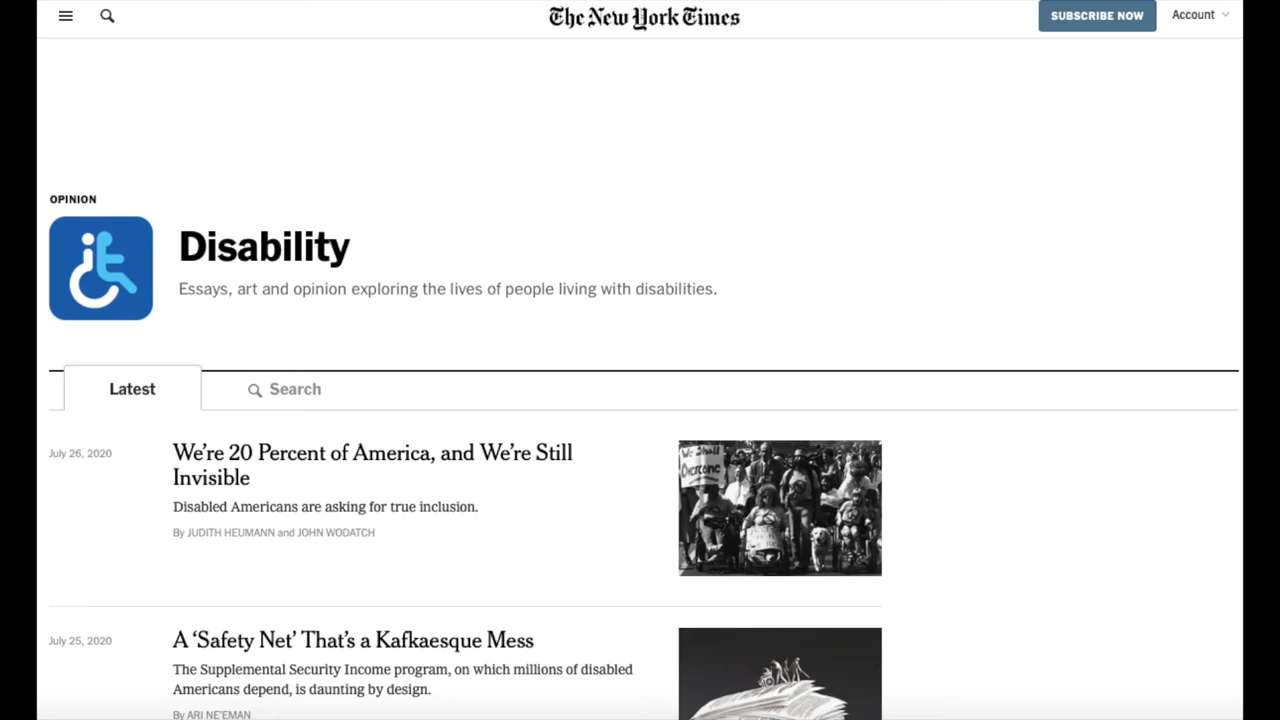 The New York Times
SUBSCRIBE NOW
Account
OPINION
Disability
Essays, art and opinion exploring the lives of people living with disabilities.
Latest
Search
July 26, 2020
We’re 20 Percent of America, and We’re Still
Invisible
Disabled Americans are asking for true inclusion.
By JUDITH HEUMANN and JOHN WODATCH
We Shall
Overcome
July 25, 2020
A ‘Safety Net’ That’s a Kafkaesque Mess
The Supplemental Security Income program, on which millions of disabled
Americans depend, is daunting by design.
By ARI NE’EMAN